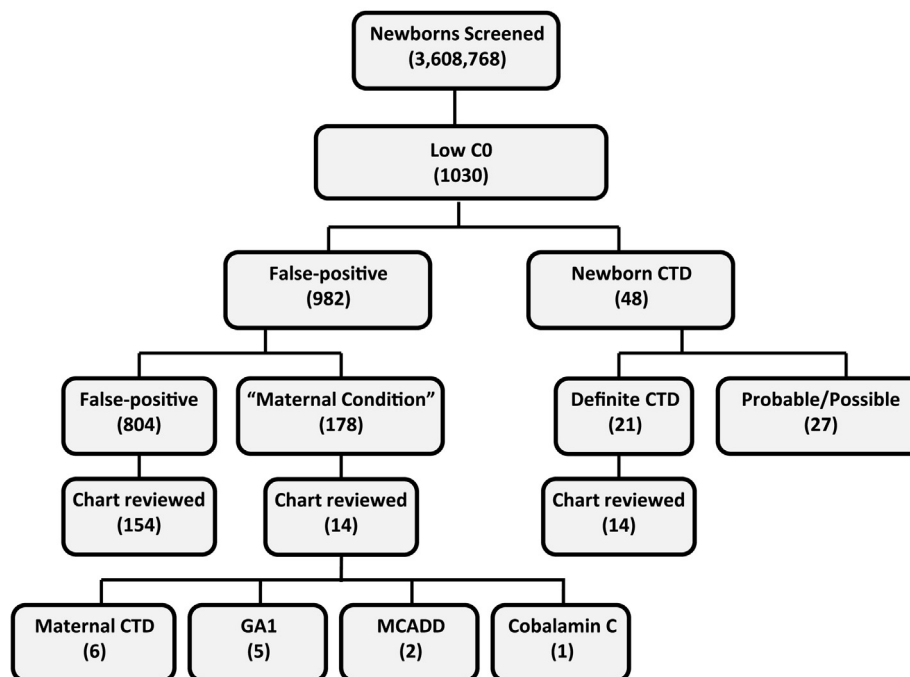 Newborns Screened
(3,608,768)
Low C0
(1030)
False-positive
(982)
Newborn CTD
(48)
False-positive
(804)
“Maternal Condition”
(178)
Definite CTD
(21)
Probable/Possible
(27)
Chart reviewed
(154)
Chart reviewed
(14)
Chart reviewed
(14)
Maternal CTD
(6)
GA1
(5)
MCADD
(2)
Cobalamin C
(1)